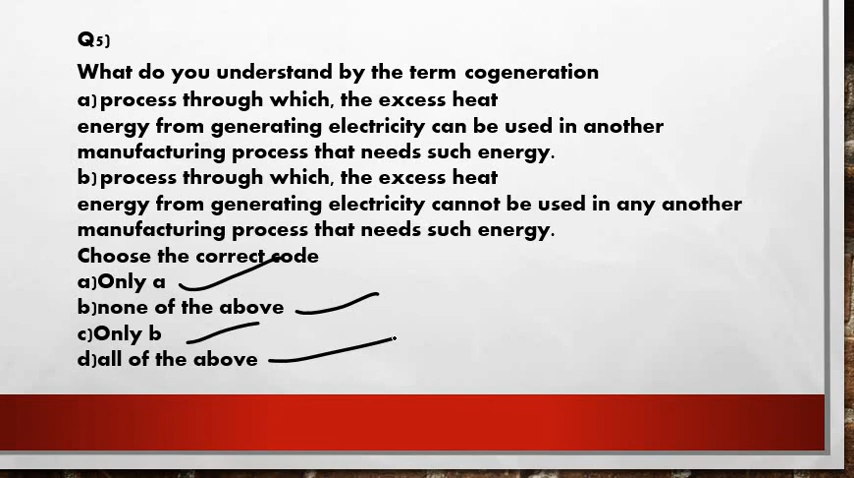 Q5)
What do you understand by the term cogeneration
a)process through which, the excess heat
energy from generating electricity can be used in another
manufacturing process that needs such energy.
b)process through which, the excess heat
energy from generating electricity cannot be used in any another
manufacturing process that needs such energy.
Choose the correct code
a)Only a
b)none of the above
c)Only b
d)all of the above